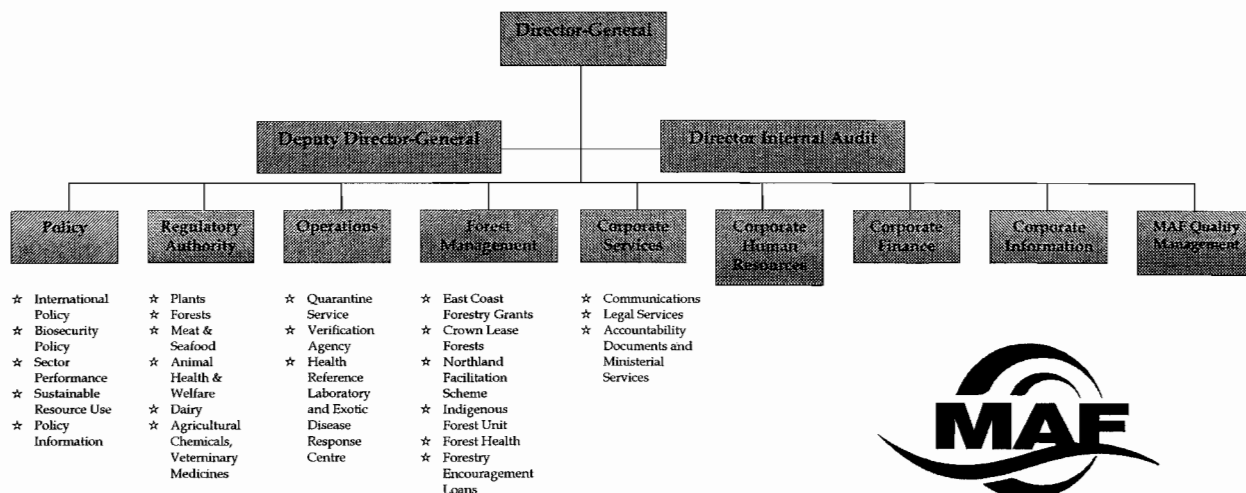 Director-General
Deputy Director-General
Director Internal Audit
Policy
Regulatory
Authority
Operations
Forest
Management
Corporate
Services
Corporate
Human
Resources
Corporate
Finance
Corporate
Information
MAF Quality
Management
☆ International
Policy
☆ Biosecurity
Policy
☆ Sector
Performance
☆ Sustainable
Resource Use
☆ Policy
Information
☆ Plants
☆ Forests
☆ Meat &
Seafood
☆ Animal
Health &
Welfare
☆ Dairy
☆ Agricultural
Chemicals,
Veterninary
Medicines
☆ Quarantine
Service
☆ Verification
Agency
☆ Health
Reference
Laboratory
and Exotic
Disease
Response
Centre
☆ East Coast
Forestry Grants
☆ Crown Lease
Forests
☆ Northland
Facilitation
Scheme
☆ Indigenous
Forest Unit
☆ Forest Health
☆ Forestry
Encouragement
Loans
☆ Communications
☆ Legal Services
☆ Accountability
Documents and
Ministerial
Services
MAF